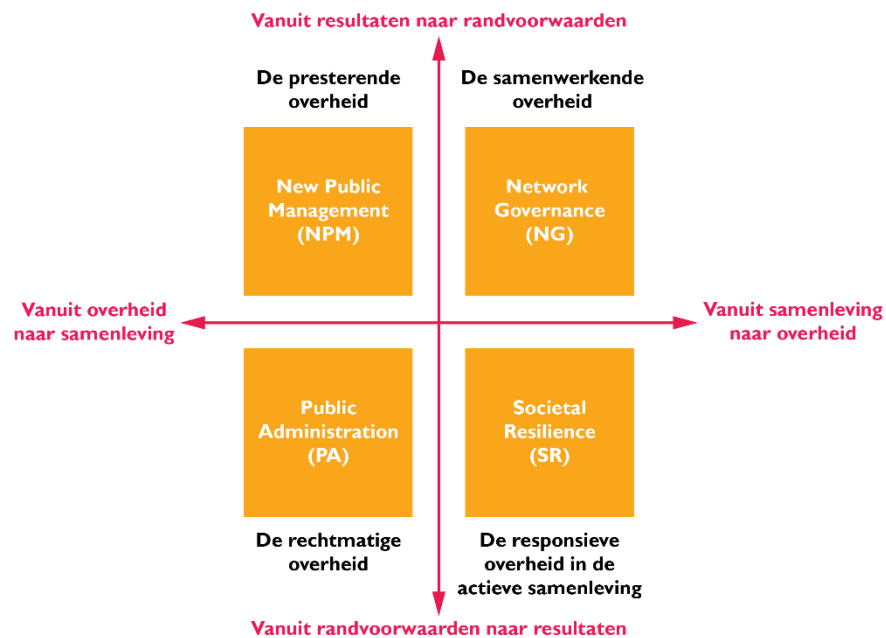 Vanuit resultaten naar randvoorwaarden
De presterende
overheid
De samenwerkende
overheid
New Public
Management
(NPM)
Network
Governance
(NG)
Vanuit overheid
naar samenleving
Vanuit samenleving
naar overheid
Public
Administration
(PA)
Societal
Resilience
(SR)
De rechtmatige
overheid
De responsieve
overheid in de
actieve samenleving
Vanuit randvoorwaarden naar resultaten